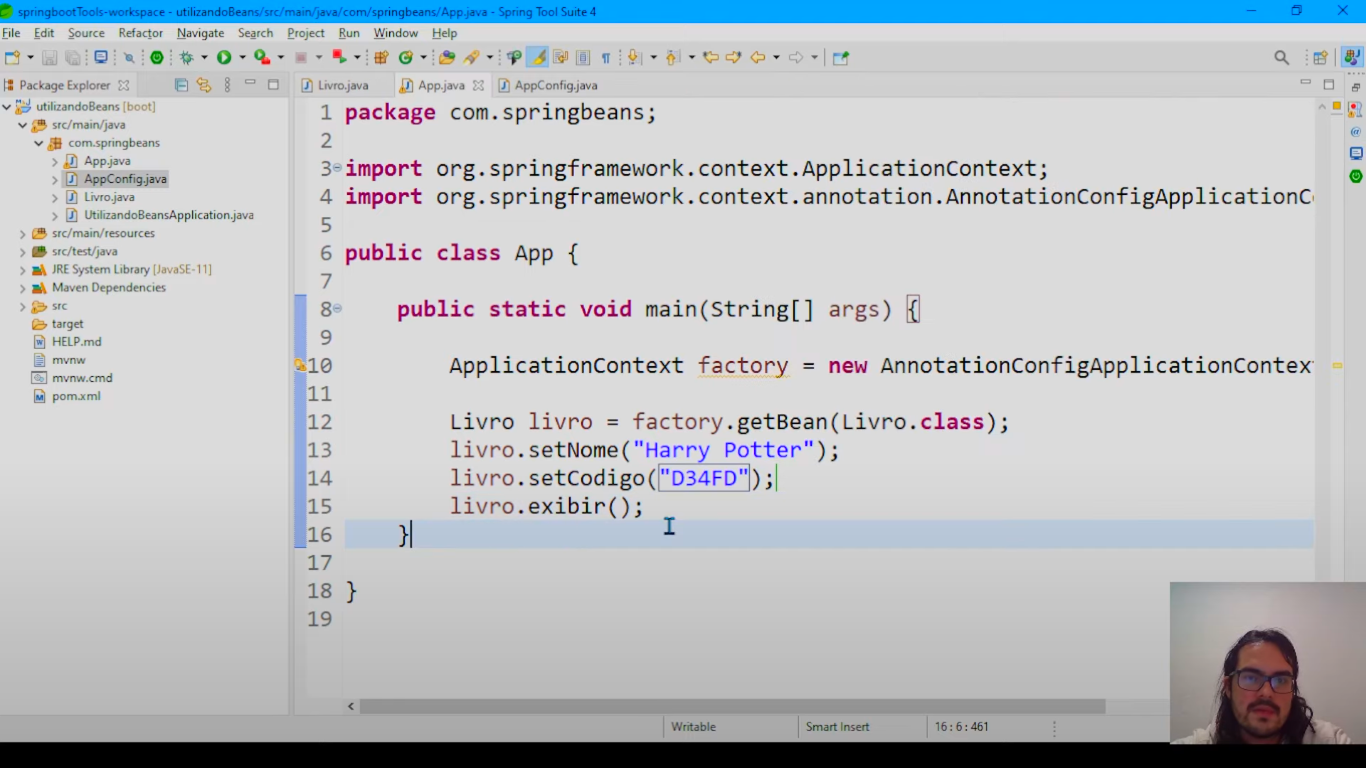 springbootTools-workspace - utilizandoBeans/src/main/java/com/springbeans/App.java - Spring Tool Suite 4
File Edit Source Refactor Navigate Search Project Run Window Help
Package Explorer
Livro.java App.java AppConfig.java
utilizandoBeans [boot]
src/main/java
com.springbeans
App.java
AppConfig.java
Livro.java
UtilizandoBeansApplication.java
src/main/resources
src/test/java
JRE System Library [JavaSE-11]
Maven Dependencies
src
target
HELP.md
mvnw
mvnw.cmd
pom.xml
1 package com.springbeans;
2
3 import org.springframework.context.ApplicationContext;
4 import org.springframework.context.annotation.AnnotationConfigApplicationC
5
6 public class App {
7
8 public static void main(String[] args) {
9
10 ApplicationContext factory = new AnnotationConfigApplicationContex
11
12 Livro livro = factory.getBean(Livro.class);
13 livro.setNome("Harry Potter");
14 livro.setCodigo("D34FD");
15 livro.exibir();
16 }
17
18 }
19
Writable Smart Insert 16:6:461